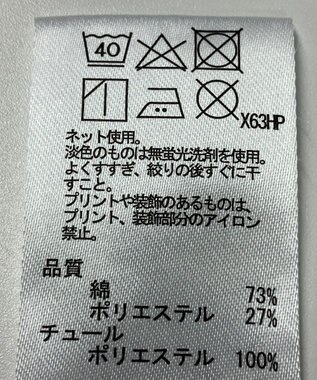 40
X63HP
ネット使用。
淡色のものは無蛍光洗剤を使用。
よくすすぎ、絞りの後すぐに干
すこと。
プリントや装飾のあるものは、
プリント、装飾部分のアイロン
禁止。
品質
綿 73%
ポリエステル 27%
チュール
ポリエステル 100%